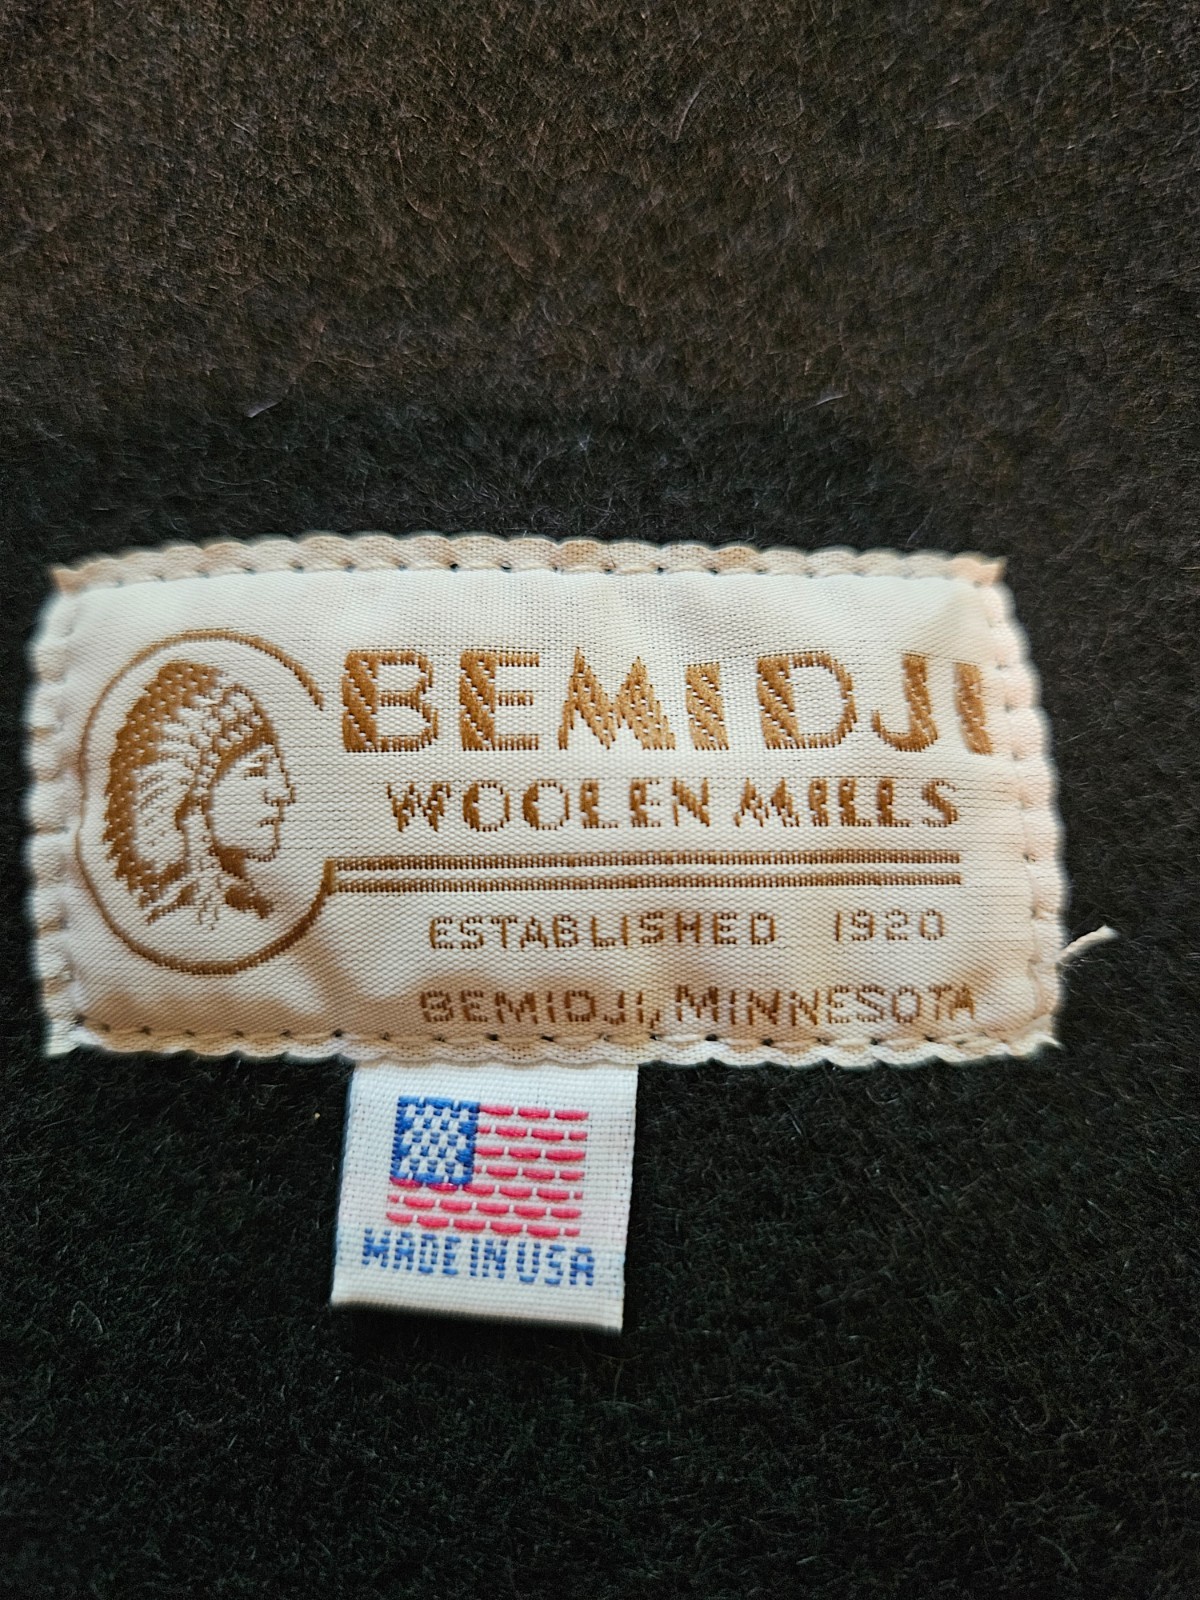 BEMIDJI
WOOLEN MILLS
ESTABLISHED 1920
BEMIDJI, MINNESOTA
MADE IN USA